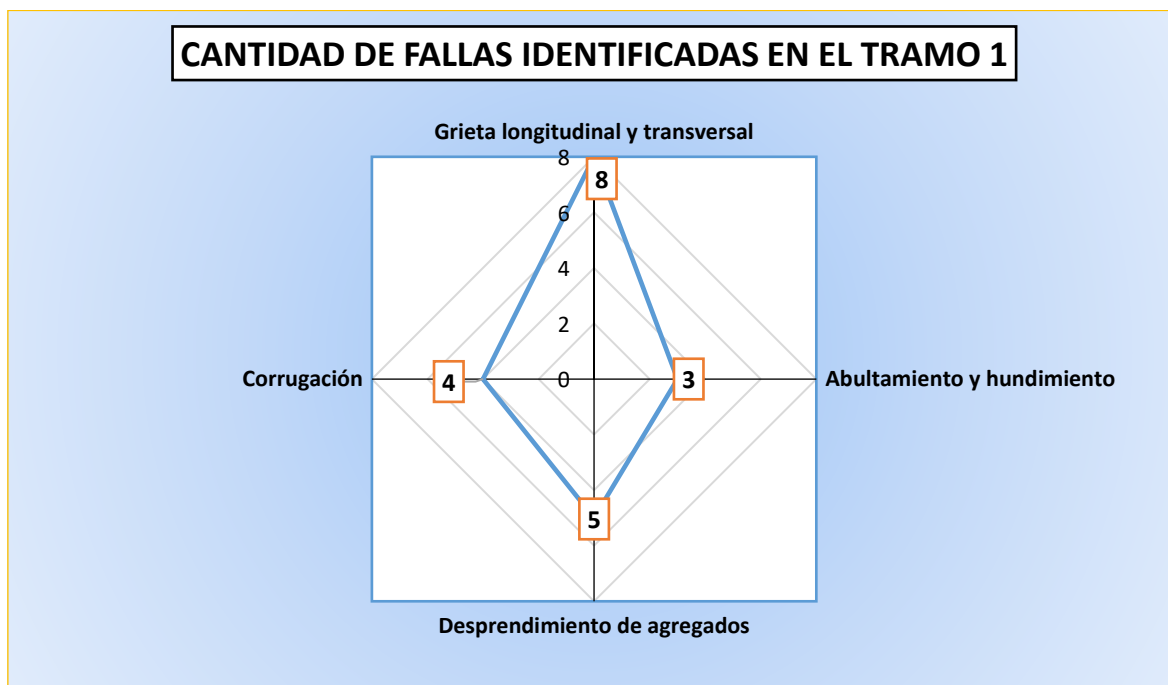 CANTIDAD DE FALLAS IDENTIFICADAS EN EL TRAMO 1
Grieta longitudinal y transversal
8
8
6
4
2
Corrugación
4
0
3
Abultamiento y hundimiento
5
Desprendimiento de agregados